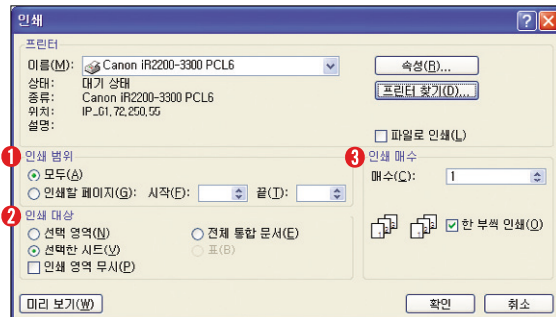 인쇄
프린터
이름(M): Canon iR2200-3300 PCL6
속성(R)...
상태: 대기 상태
종류: Canon iR2200-3300 PCL6
프린터 찾기(D)...
위치: IP_61,72,250,55
설명:
파일로 인쇄(L)
1 인쇄 범위
모두(A)
인쇄할 페이지(G): 시작(F): 끝(T):
2 인쇄 대상
선택 영역(N) 전체 통합 문서(E)
선택한 시트(V) 표(B)
인쇄 영역 무시(P)
3 인쇄 매수
매수(C): 1
한 부씩 인쇄(O)
미리 보기(W) 확인 취소